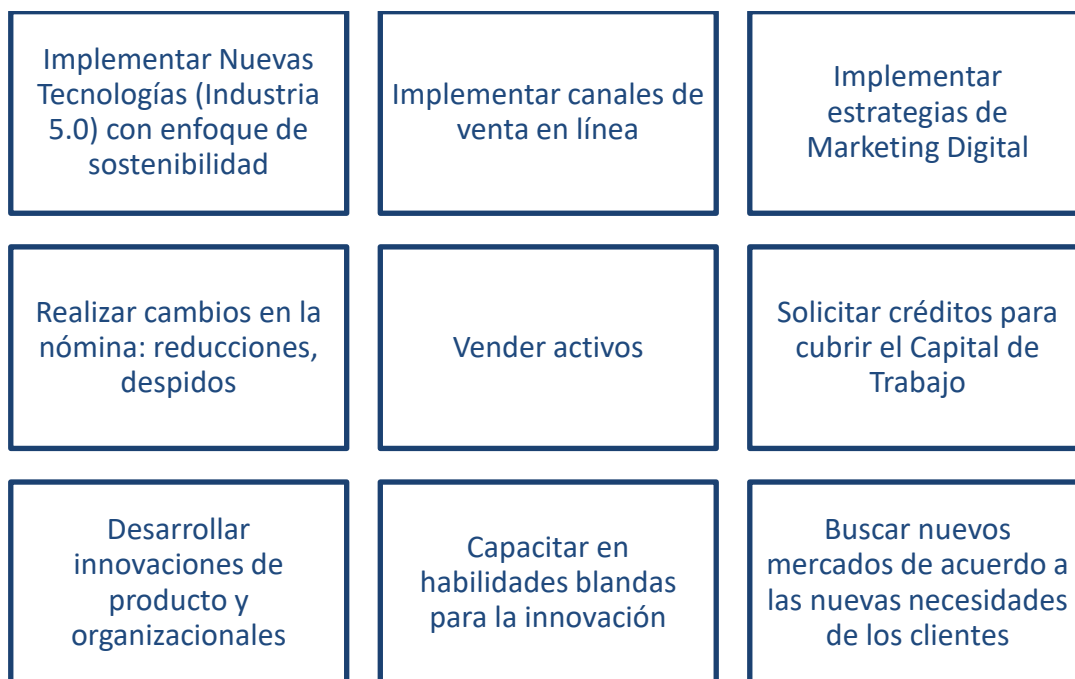 Implementar Nuevas
Tecnologías (Industria
5.0) con enfoque de
sostenibilidad
Implementar canales de
venta en línea
Implementar
estrategias de
Marketing Digital
Realizar cambios en la
nómina: reducciones,
despidos
Vender activos
Solicitar créditos para
cubrir el Capital de
Trabajo
Desarrollar
innovaciones de
producto y
organizacionales
Capacitar en
habilidades blandas
para la innovación
Buscar nuevos
mercados de acuerdo a
las nuevas necesidades
de los clientes